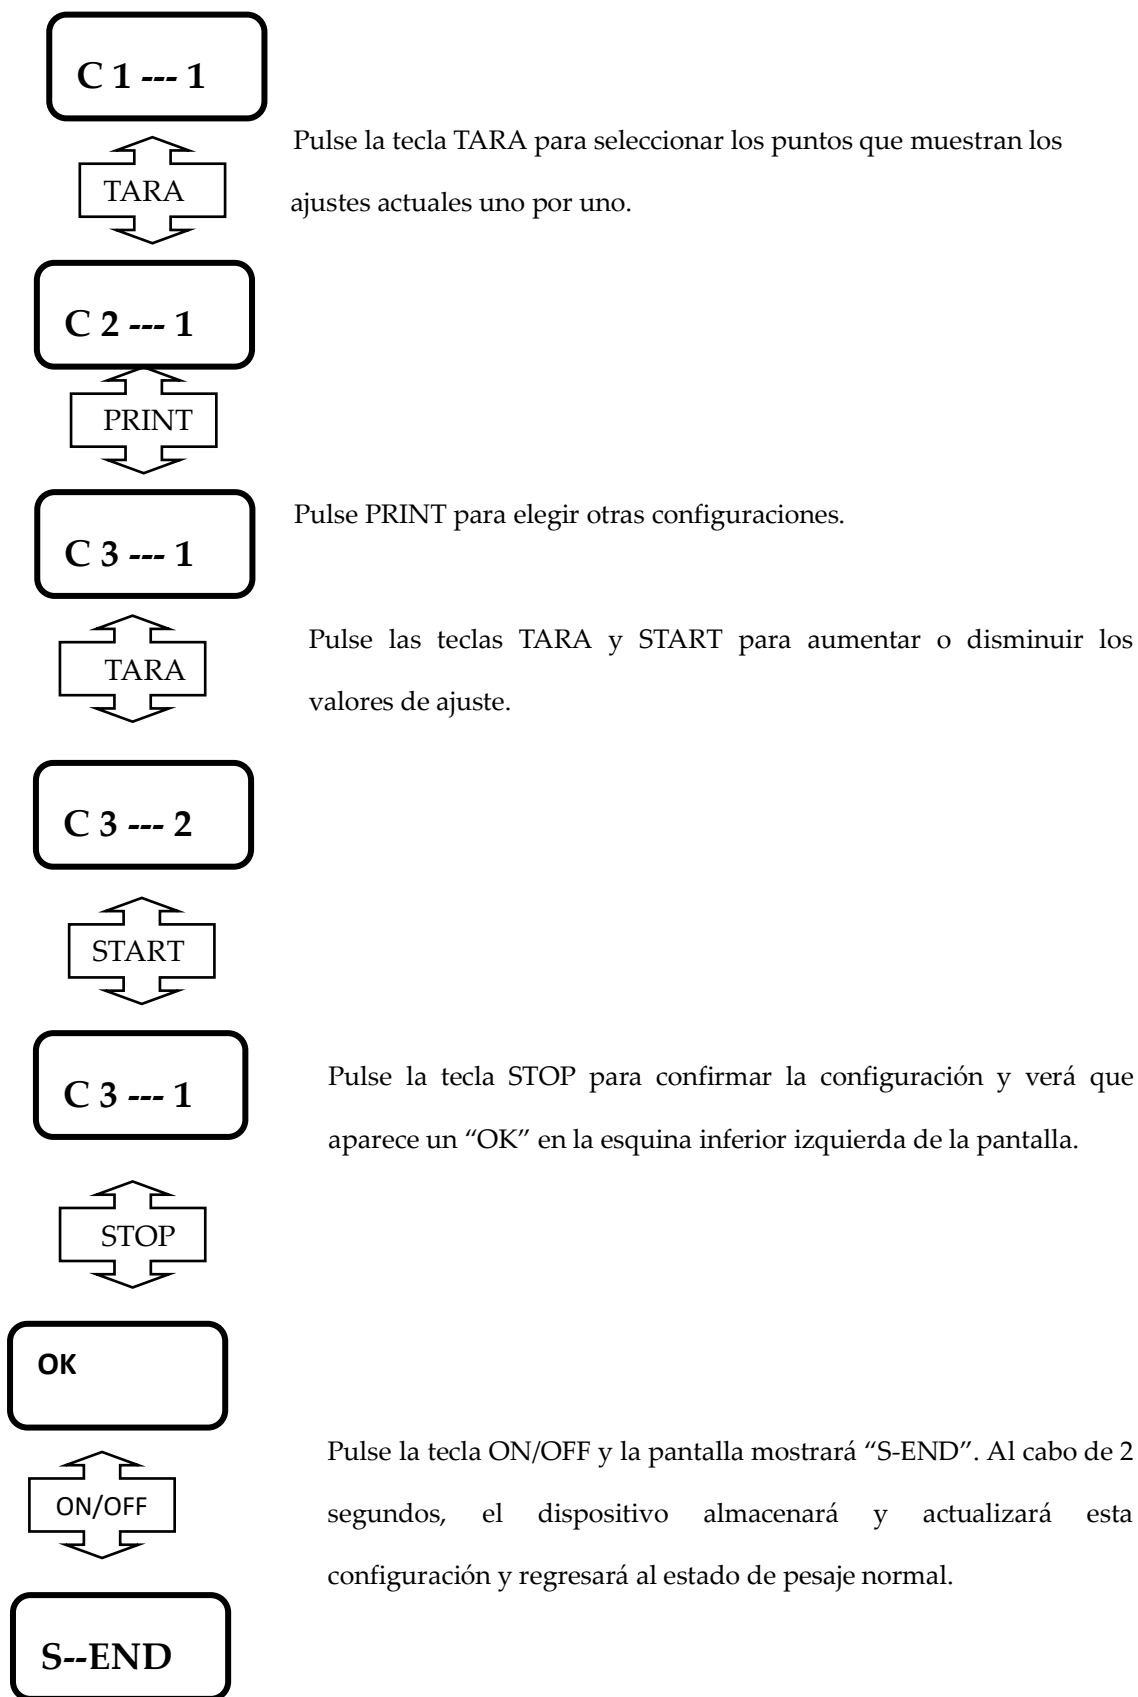 C 1 --- 1
Pulse la tecla TARA para seleccionar los puntos que muestran los
TARA
ajustes actuales uno por uno.
C 2 --- 1
PRINT
Pulse PRINT para elegir otras configuraciones.
C 3 --- 1
Pulse las teclas TARA y START para aumentar o disminuir los
TARA
valores de ajuste.
C 3 --- 2
START
C 3 --- 1
Pulse la tecla STOP para confirmar la configuración y verá que
aparece un “OK” en la esquina inferior izquierda de la pantalla.
STOP
OK
Pulse la tecla ON/OFF y la pantalla mostrará “S-END”. Al cabo de 2
ON/OFF
segundos, el dispositivo almacenará y actualizará esta
configuración y regresará al estado de pesaje normal.
S--END